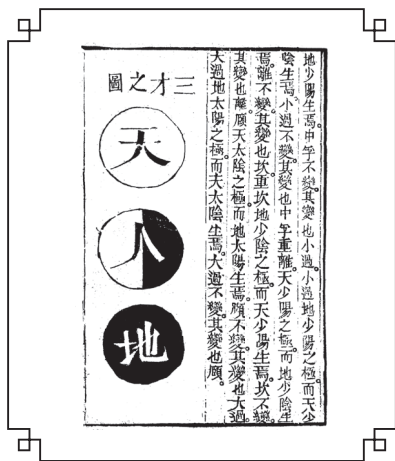 地少陽生焉。中孚不變。其變也小過。小過地少陽之極。而天少
陰生焉。小過不變。其變也中孚。重離。天少陽之極。而地少陰生
焉。離不變。其變也坎。重坎地少陰之極。而天少陽生焉。坎不變。
其變也離。頤天太陰之極。而地太陽生焉。頤不變。其變也大過。
大過地太陽之極。而天太陰生焉。大過不變。其變也頤。
三才之圖
天
人
地